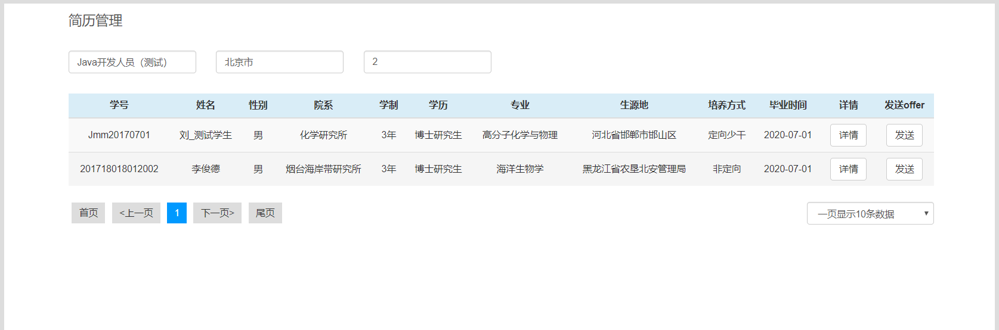 简历管理
Java开发人员（测试） 北京市 2
学号 姓名 性别 院系 学制 学历 专业 生源地 培养方式 毕业时间 详情 发送offer
Jmm20170701 刘_测试学生 男 化学研究所 3年 博士研究生 高分子化学与物理 河北省邯郸市邯山区 定向少干 2020-07-01 详情 发送
201718018012002 李俊德 男 烟台海岸带研究所 3年 博士研究生 海洋生物学 黑龙江省农垦北安管理局 非定向 2020-07-01 详情 发送
首页 <上一页 1 下一页> 尾页 一页显示10条数据